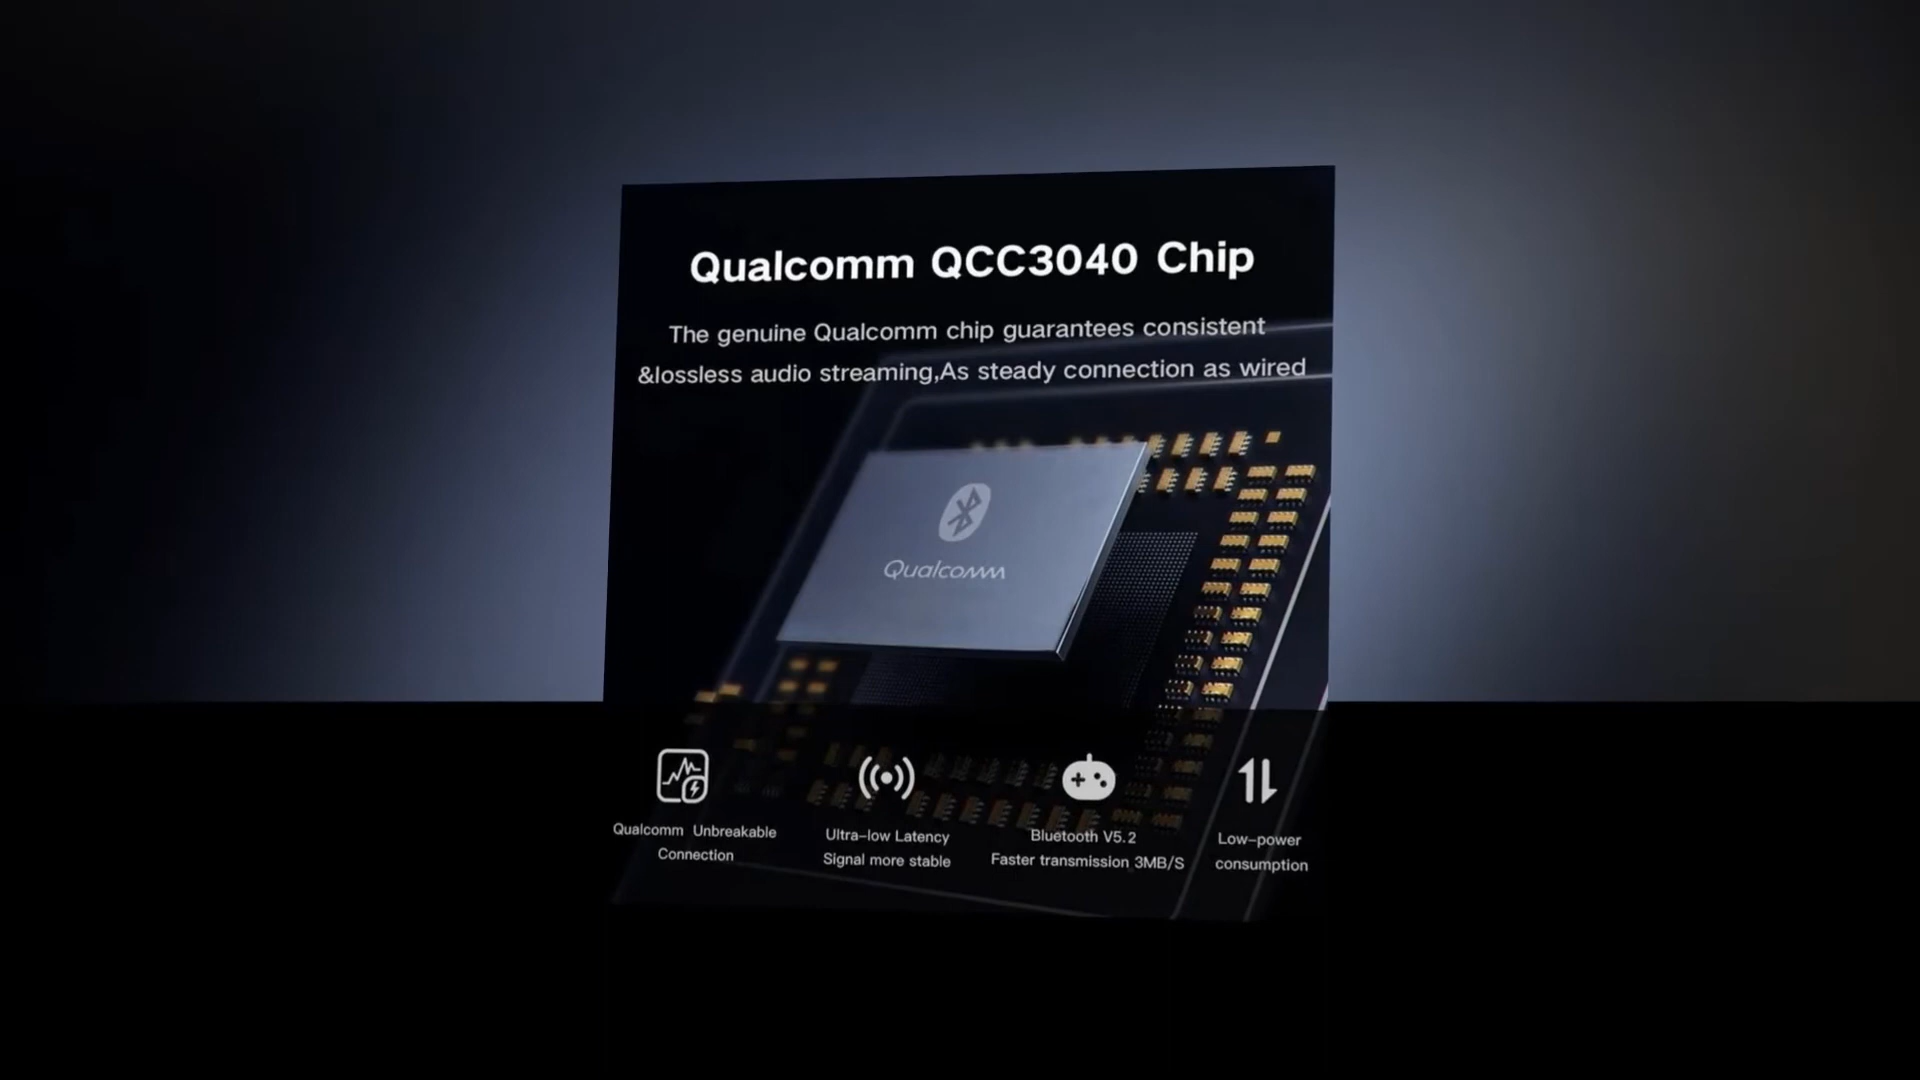 Qualcomm QCC3040 Chip
The genuine Qualcomm chip guarantees consistent
&lossless audio streaming,As steady connection as wired
Qualcomm
Qualcomm Unbreakable
Connection
Ultra-low Latency
Signal more stable
Bluetooth V5.2
Faster transmission 3MB/S
Low-power
consumption